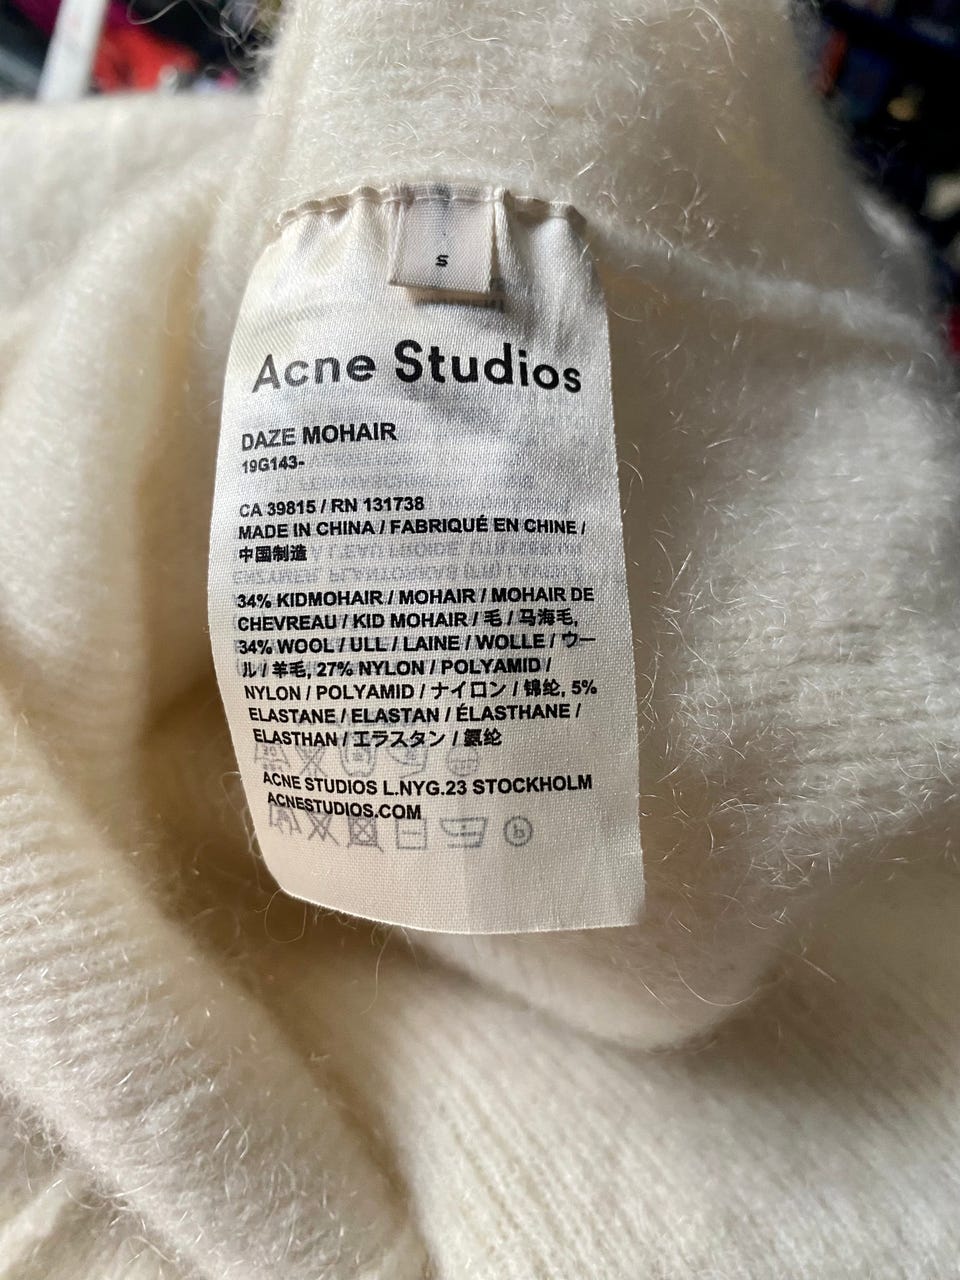 S
Acne Studios
DAZE MOHAIR
19G143-
CA 39815 / RN 131738
MADE IN CHINA / FABRIQUÉ EN CHINE /
中国制造
34% KIDMOHAIR / MOHAIR / MOHAIR DE
CHEVREAU / KID MOHAIR / 毛 / 马海毛,
34% WOOL / ULL / LAINE / WOLLE / ウー
ル / 羊毛, 27% NYLON / POLYAMID /
NYLON / POLYAMID / ナイロン / 锦纶, 5%
ELASTANE / ELASTAN / ÉLASTHANE /
ELASTHAN / エラスタン / 氨纶
ACNE STUDIOS L.NYG.23 STOCKHOLM
ACNESTUDIOS.COM